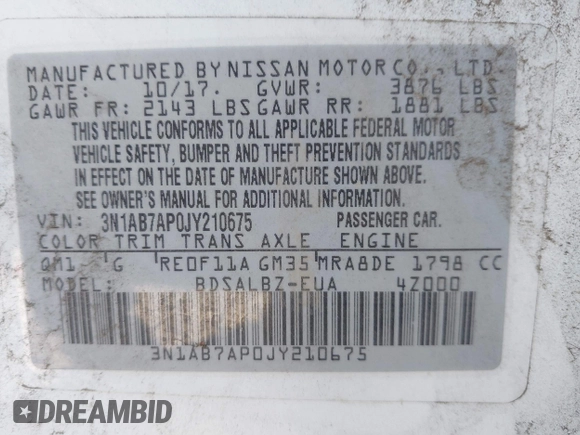 MANUFACTURED BY NISSAN MOTOR CO., LTD.
DATE: 10/17. GVWR: 3876 LBS
GAWR FR: 2143 LBS GAWR RR: 1881 LBS
THIS VEHICLE CONFORMS TO ALL APPLICABLE FEDERAL MOTOR
VEHICLE SAFETY, BUMPER AND THEFT PREVENTION STANDARDS
IN EFFECT ON THE DATE OF MANUFACTURE SHOWN ABOVE.
SEE OWNER'S MANUAL FOR ADDITIONAL INFORMATION.
VIN: 3N1AB7AP0JY210675 PASSENGER CAR.
COLOR TRIM TRANS AXLE ENGINE
QM1 G RE0F11A GM35 MRA8DE 1798 CC
MODEL: BDSALBZ-EUA 4Z000
3N1AB7AP0JY210675
DREAMBID